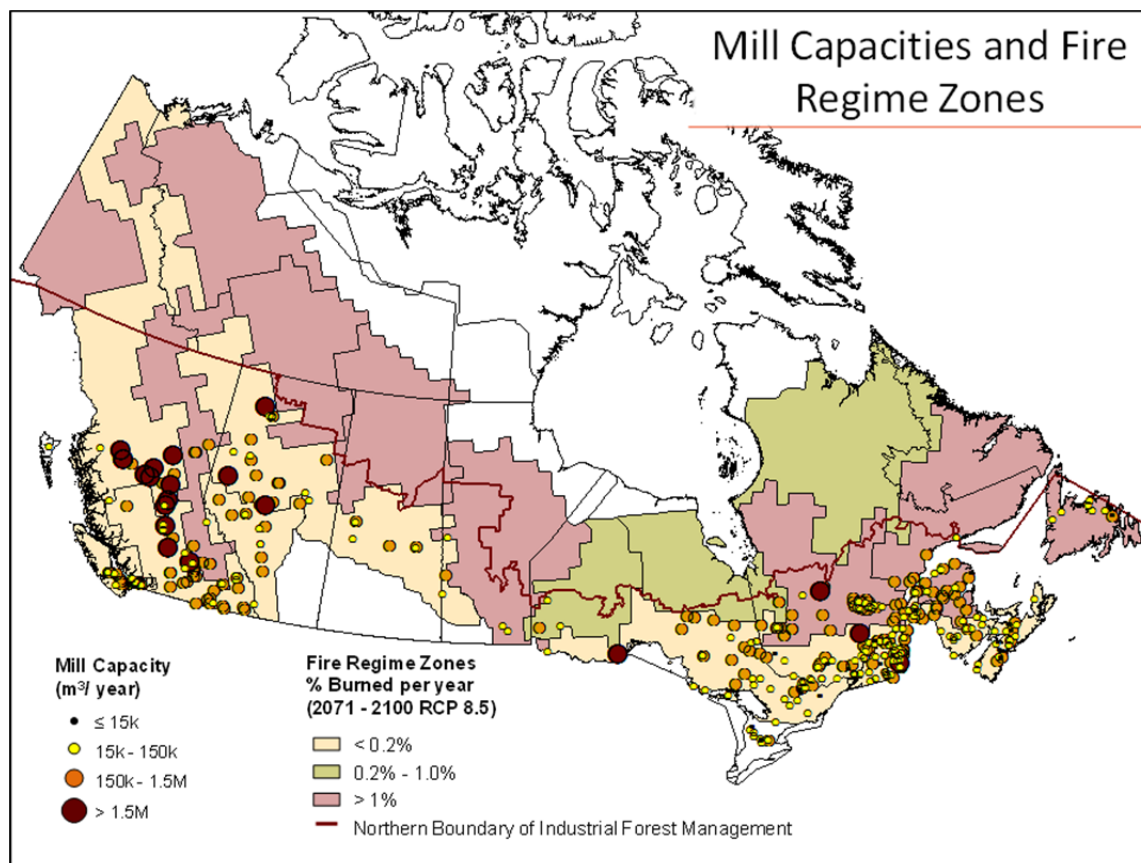 Mill Capacities and Fire
Regime Zones
Mill Capacity
(m³/ year)
≤ 15k
15k - 150k
150k - 1.5M
> 1.5M
Fire Regime Zones
% Burned per year
(2071 - 2100 RCP 8.5)
< 0.2%
0.2% - 1.0%
> 1%
Northern Boundary of Industrial Forest Management